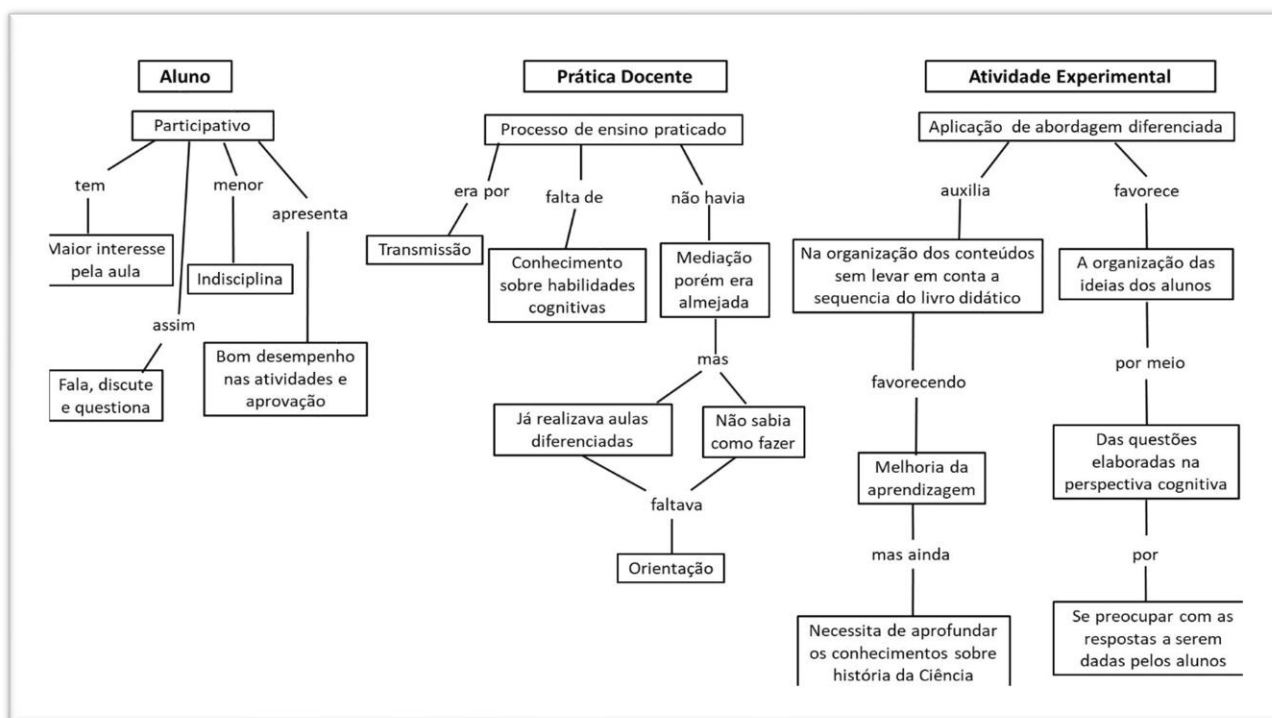 Aluno
Participativo
tem
menor
apresenta
Maior interesse
pela aula
Indisciplina
assim
Fala, discute
e questiona
Bom desempenho
nas atividades e
aprovação
Prática Docente
Processo de ensino praticado
era por
falta de
não havia
Transmissão
Conhecimento
sobre habilidades
cognitivas
Mediação
porém era
almejada
mas
Já realizava aulas
diferenciadas
Não sabia
como fazer
faltava
Orientação
Atividade Experimental
Aplicação de abordagem diferenciada
auxilia
favorece
Na organização dos conteúdos
sem levar em conta a
sequencia do livro didático
A organização das
ideias dos alunos
favorecendo
por meio
Melhoria da
aprendizagem
Das questões
elaboradas na
perspectiva cognitiva
mas ainda
por
Necessita de aprofundar
os conhecimentos sobre
história da Ciência
Se preocupar com as
respostas a serem
dadas pelos alunos